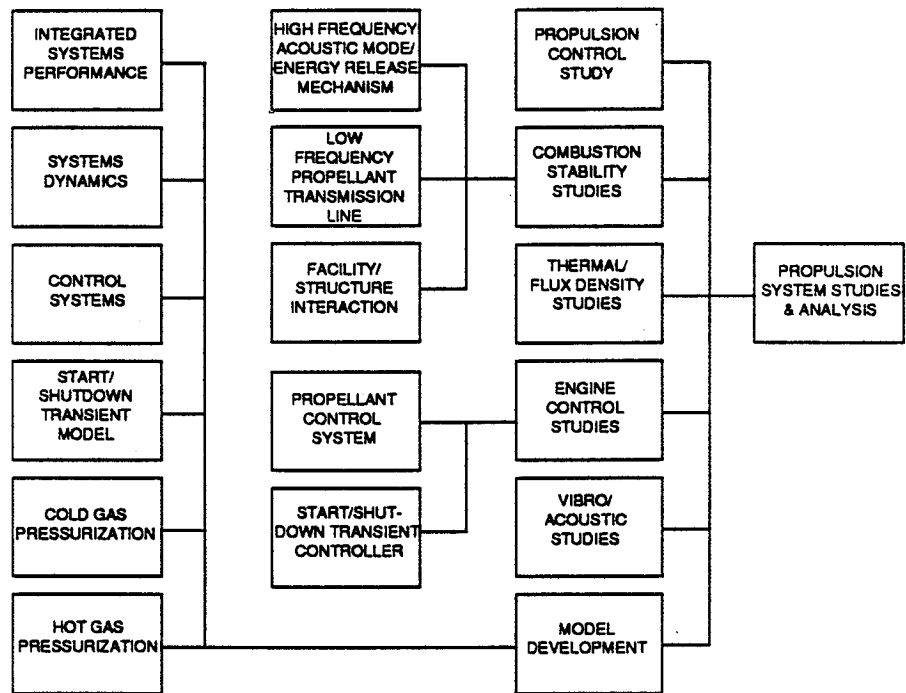 INTEGRATED
SYSTEMS
PERFORMANCE
SYSTEMS
DYNAMICS
CONTROL
SYSTEMS
START/
SHUTDOWN
TRANSIENT
MODEL
COLD GAS
PRESSURIZATION
HOT GAS
PRESSURIZATION
HIGH FREQUENCY
ACOUSTIC MODE/
ENERGY RELEASE
MECHANISM
LOW
FREQUENCY
PROPELLANT
TRANSMISSION
LINE
FACILITY/
STRUCTURE
INTERACTION
PROPELLANT
CONTROL
SYSTEM
START/SHUT-
DOWN TRANSIENT
CONTROLLER
PROPULSION
CONTROL
STUDY
COMBUSTION
STABILITY
STUDIES
THERMAL/
FLUX DENSITY
STUDIES
ENGINE
CONTROL
STUDIES
VIBRO/
ACOUSTIC
STUDIES
MODEL
DEVELOPMENT
PROPULSION
SYSTEM STUDIES
& ANALYSIS